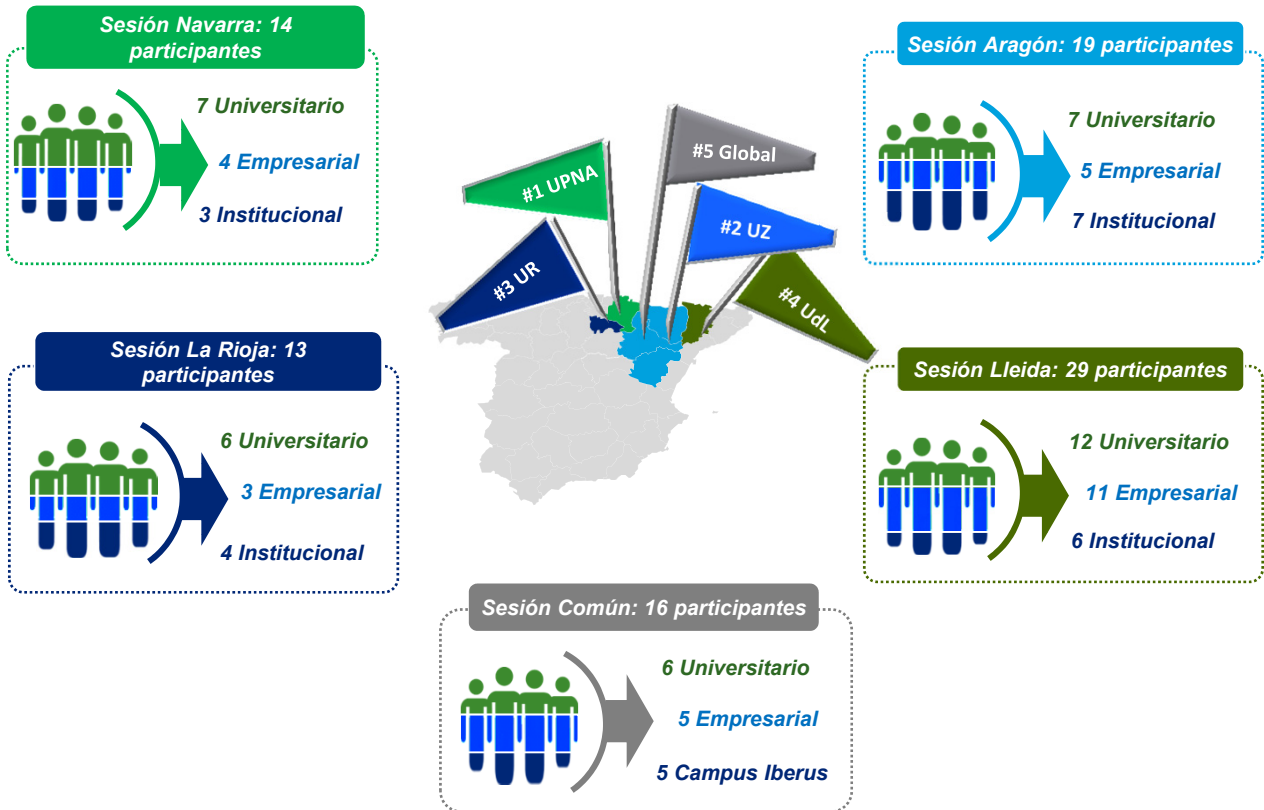 Sesión Navarra: 14
participantes
7 Universitario
4 Empresarial
3 Institucional
Sesión Aragón: 19 participantes
7 Universitario
5 Empresarial
7 Institucional
#1 UPNA
#5 Global
#2 UZ
#3 UR
#4 UdL
Sesión La Rioja: 13
participantes
6 Universitario
3 Empresarial
4 Institucional
Sesión Lleida: 29 participantes
12 Universitario
11 Empresarial
6 Institucional
Sesión Común: 16 participantes
6 Universitario
5 Empresarial
5 Campus Iberus